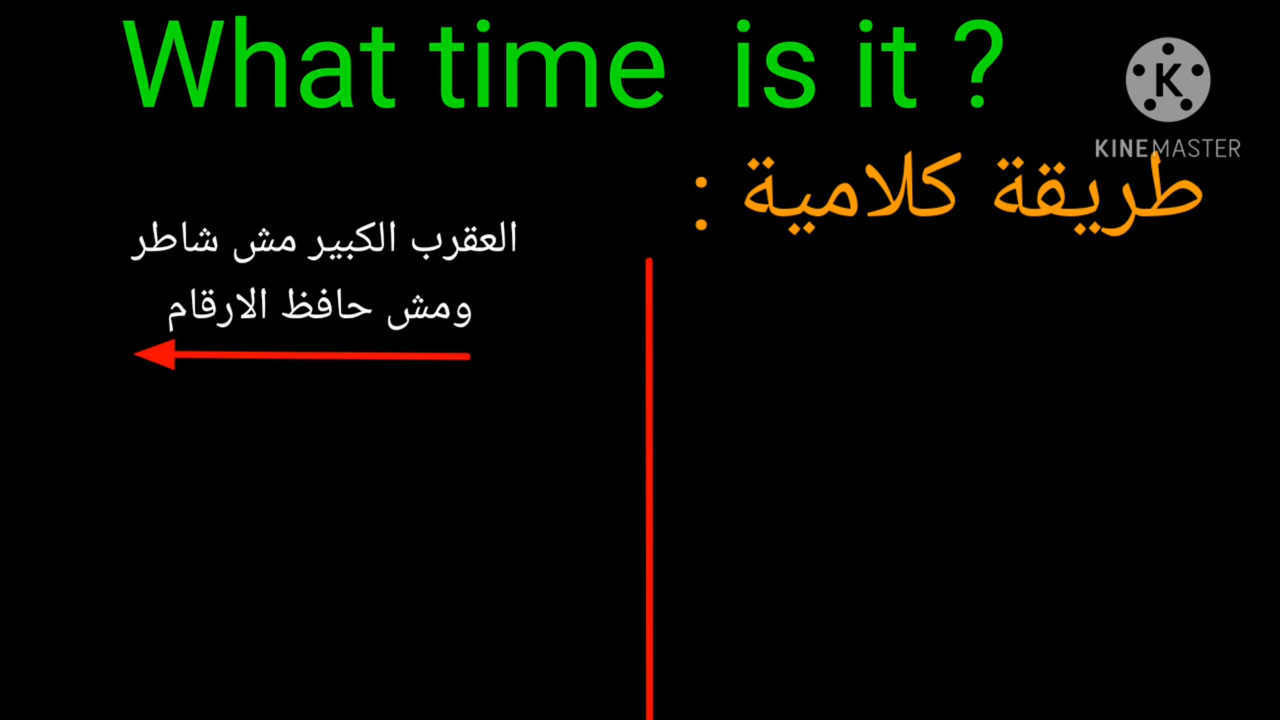 What time is it ?
K
KINEMASTER
طريقة كلامية :
العقرب الكبير مش شاطر
ومش حافظ الارقام